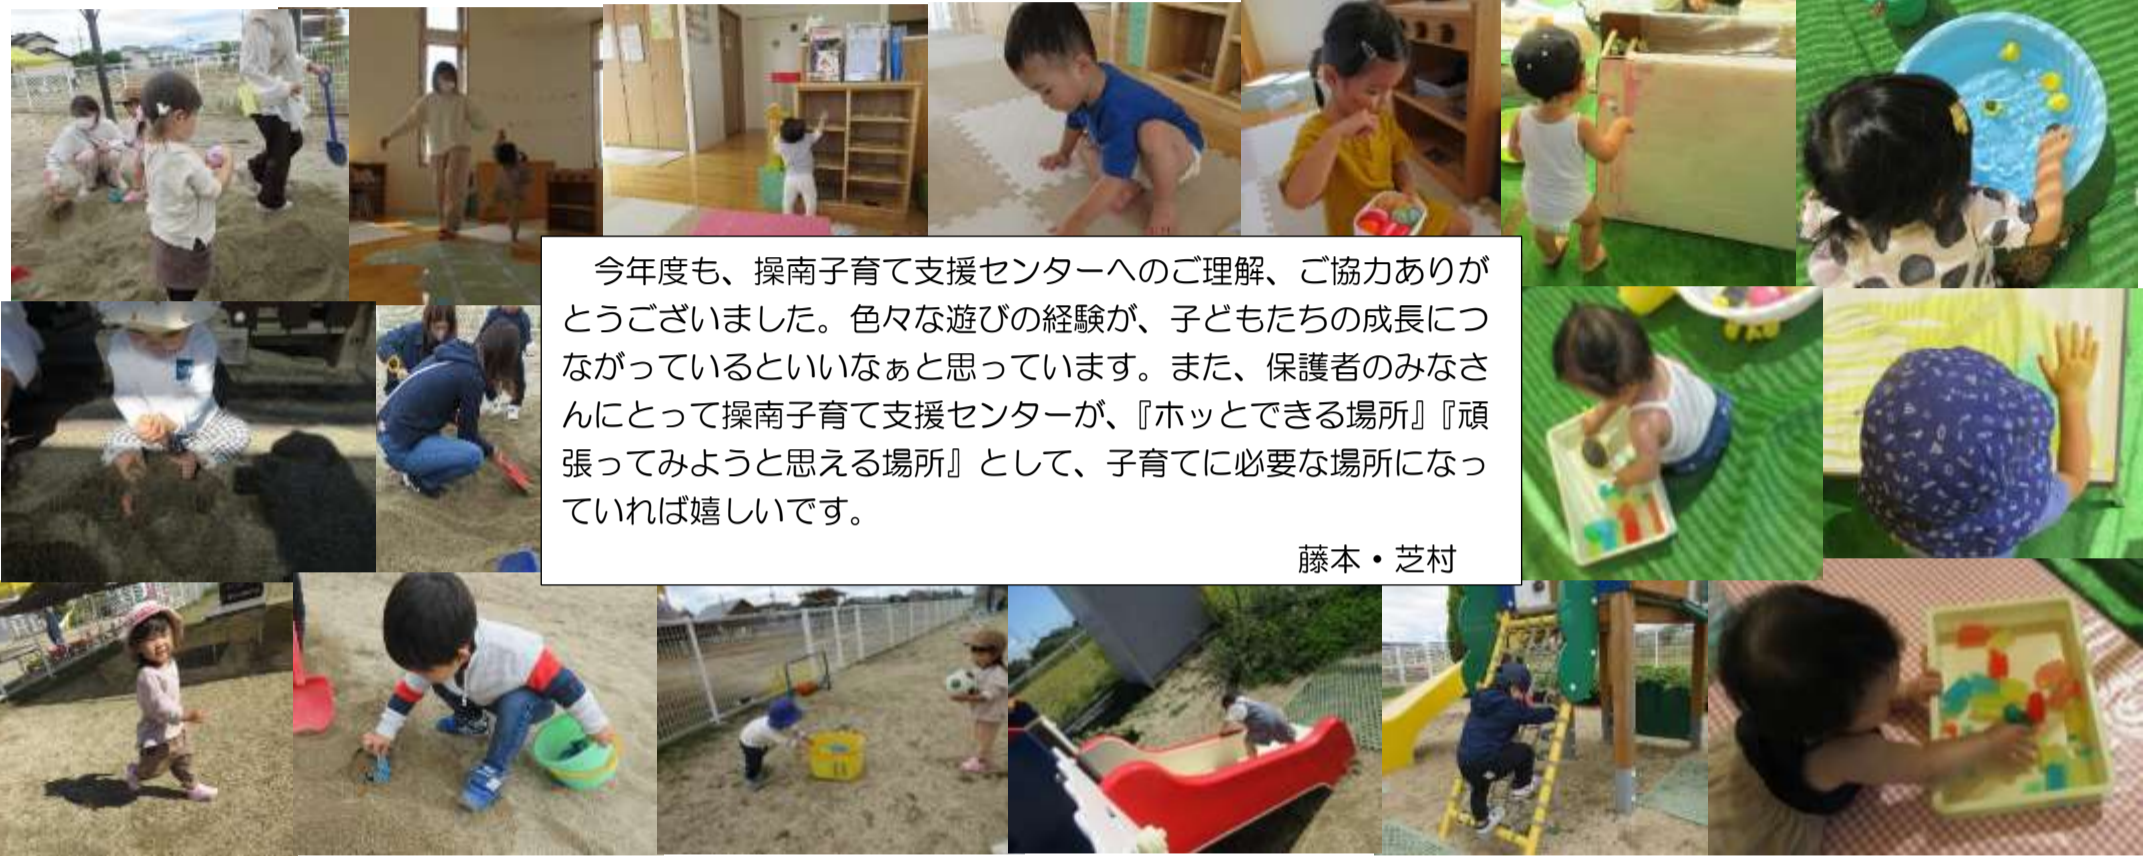 今年度も、操南子育て支援センターへのご理解、ご協力ありが
とうございました。色々な遊びの経験が、子どもたちの成長につ
ながっているといいなぁと思っています。また、保護者のみなさ
んにとって操南子育て支援センターが、『ホッとできる場所』『頑
張ってみようと思える場所』として、子育てに必要な場所になっ
ていれば嬉しいです。
藤本・芝村